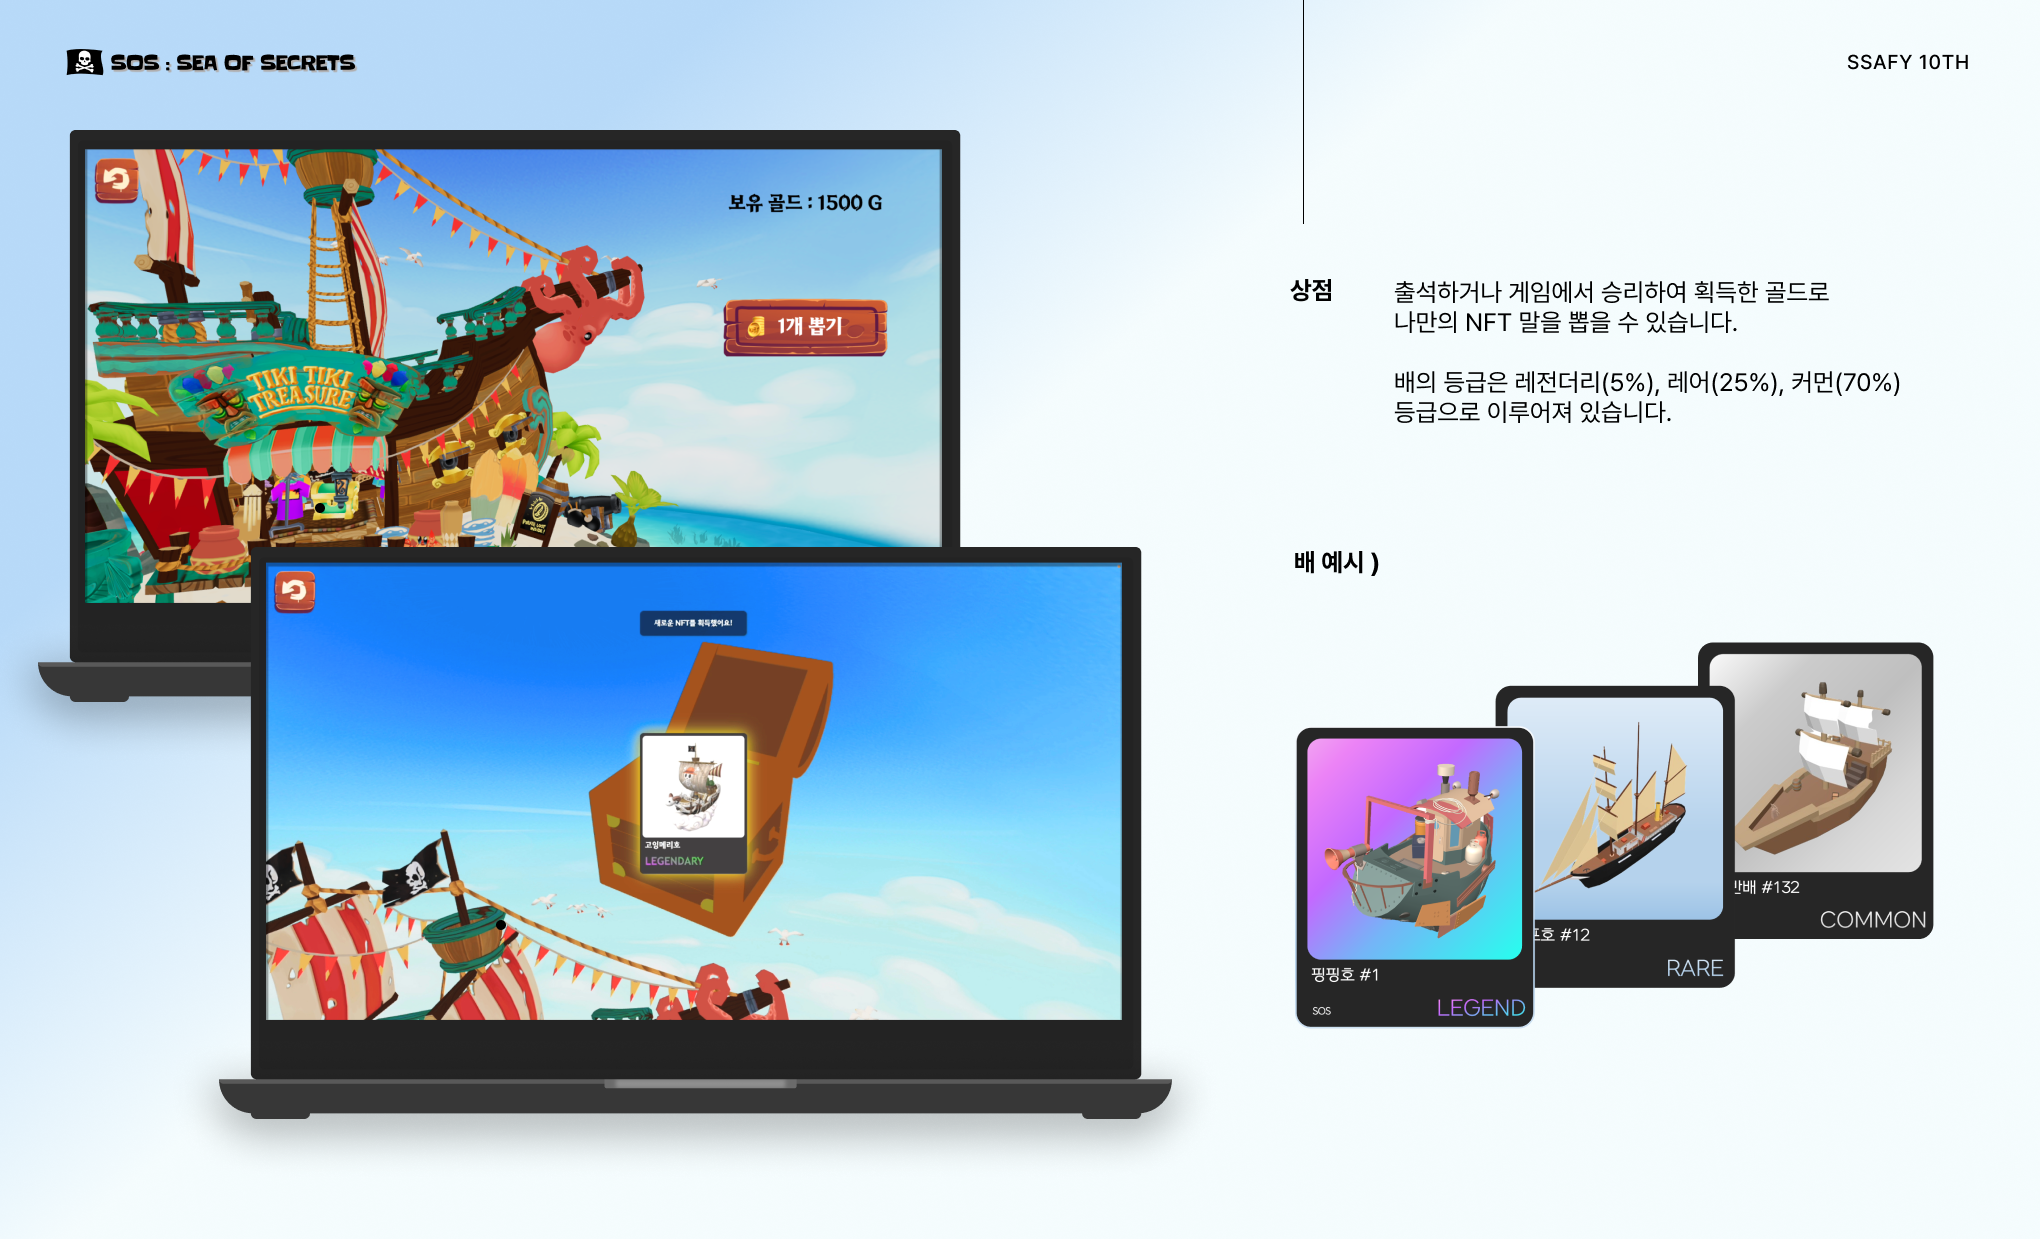 SOS : SEA OF SECRETS
SSAFY 10TH
보유 골드 : 1500 G
1개 뽑기
TIKI TIKI
TREASURE
상점
출석하거나 게임에서 승리하여 획득한 골드로
나만의 NFT 말을 뽑을 수 있습니다.
배의 등급은 레전더리(5%), 레어(25%), 커먼(70%)
등급으로 이루어져 있습니다.
배 예시 )
새로운 NFT를 획득했어요!
고잉메리호
LEGENDARY
핑핑호 #1
SOS
LEGEND
호 #12
RARE
배 #132
COMMON